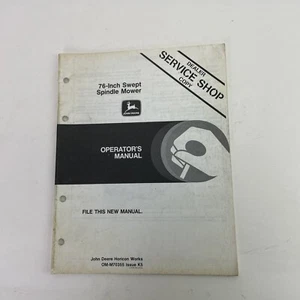 76-Inch Swept
Spindle Mower
DEALER
SERVICE SHOP
COPY
JOHN DEERE
OPERATOR'S
MANUAL
FILE THIS NEW MANUAL.
John Deere Horicon Works
OM-M70355 Issue K5